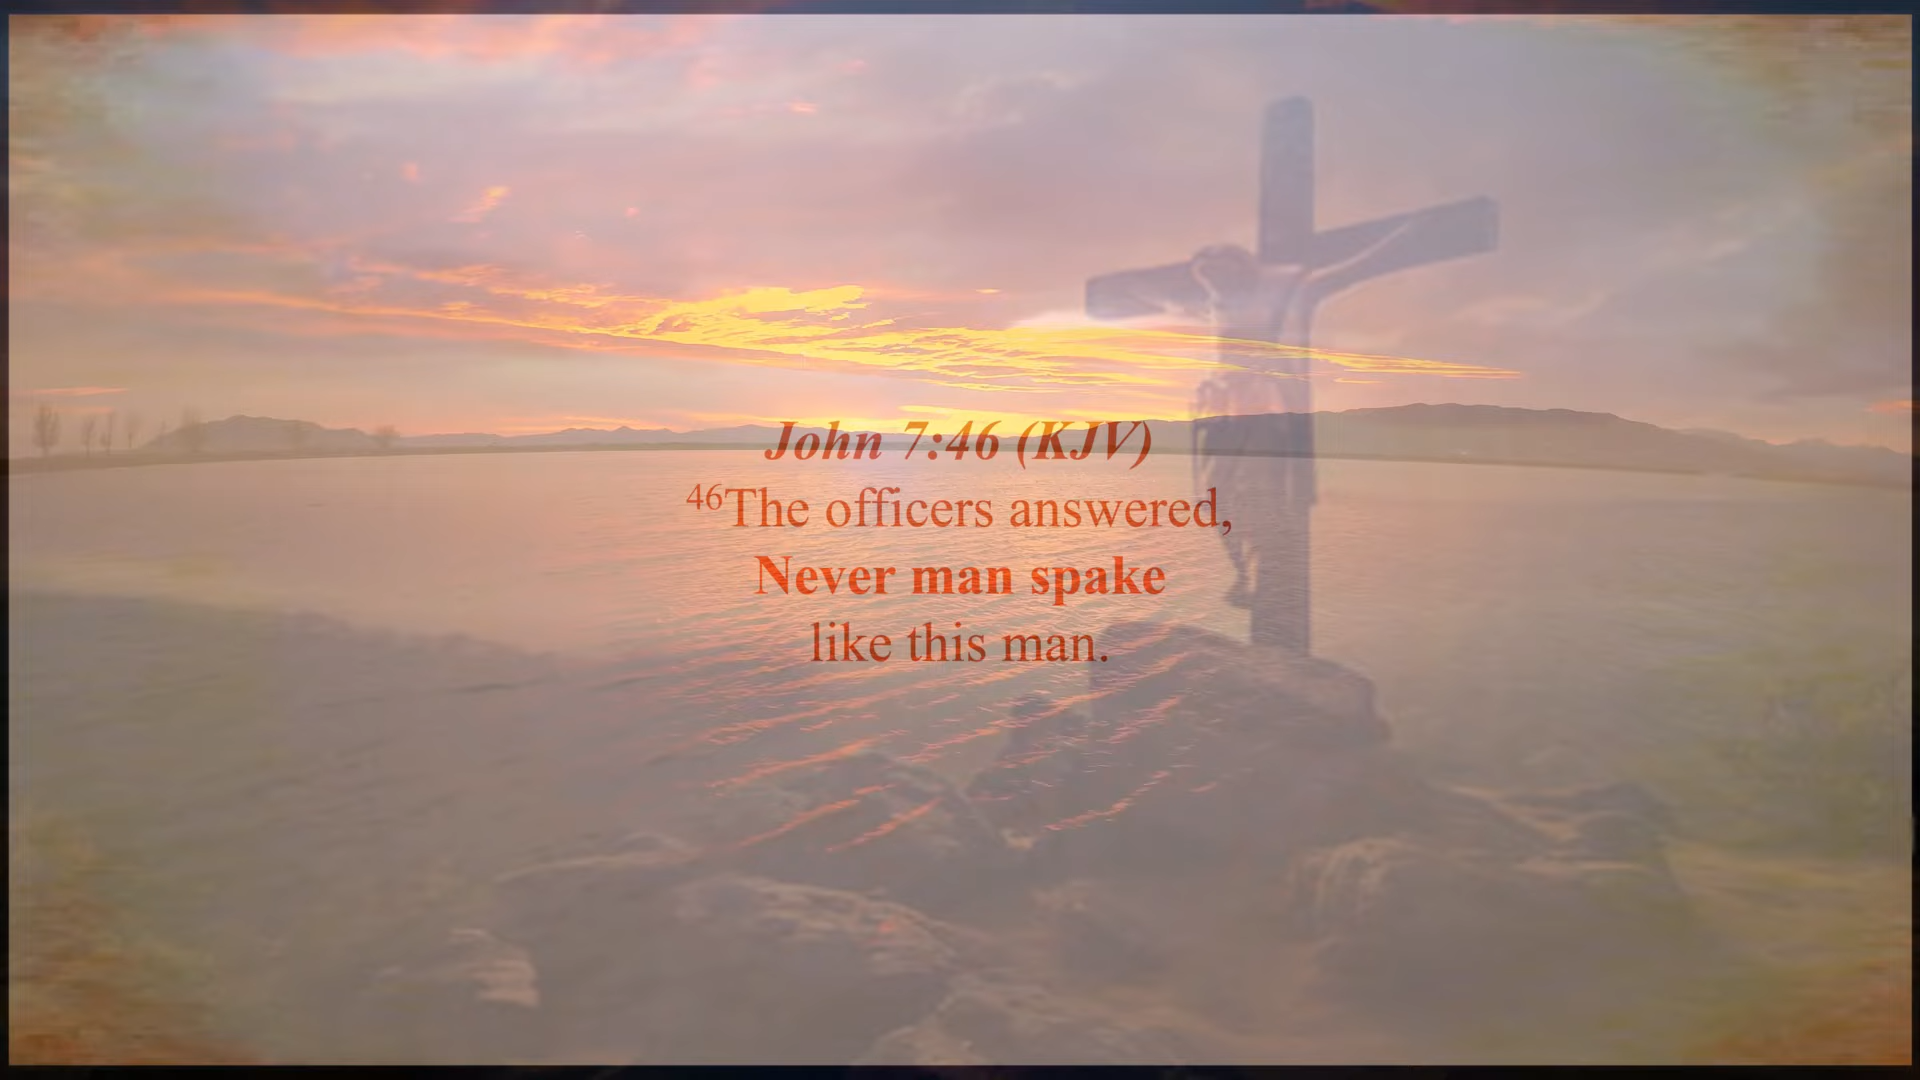 John 7:46 (KJV)
46The officers answered,
Never man spake
like this man.